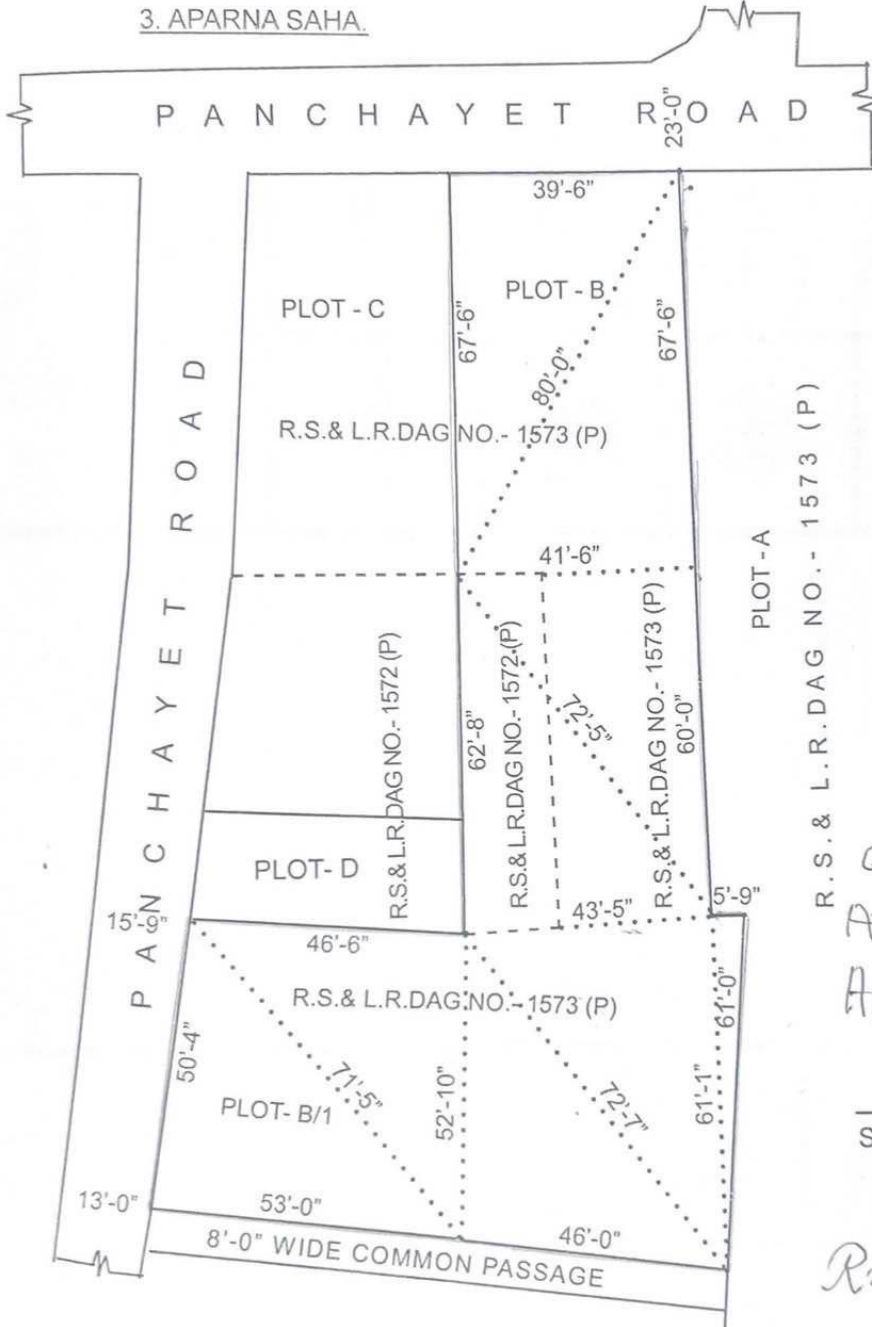 3. APARNA SAHA.
PANCHAYET ROAD
23'-0"
39'-6"
PLOT - C
PLOT - B
67'-6"
67'-6"
80'-0"
R.S.& L.R.DAG NO.- 1573 (P)
PANCHAYET ROAD
41'-6"
PLOT -A
R.S.& L.R.DAG NO.- 1573 (P)
R.S.& L.R.DAG NO.- 1572 (P)
62'-8"
R.S.& L.R.DAG NO.- 1572 (P)
72'-5"
R.S.& L.R.DAG NO.- 1573 (P)
60'-0"
PLOT- D
5'-9"
15'-9"
46'-6"
43'-5"
R.S.& L.R.DAG.NO.- 1573 (P)
61'-0"
50'-4"
71'-5"
52'-10"
72'-7"
61'-1"
PLOT- B/1
13'-0"
53'-0"
46'-0"
8'-0" WIDE COMMON PASSAGE